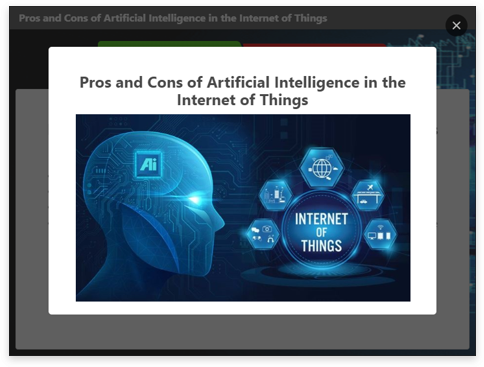 Pros and Cons of Artificial Intelligence in the Internet of Things
Pros and Cons of Artificial Intelligence in the
Internet of Things
Ai
INTERNET
OF
THINGS